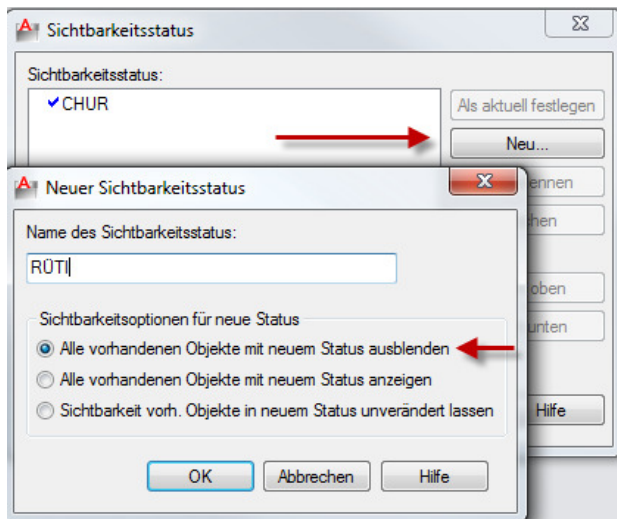 Sichtbarkeitsstatus
Sichtbarkeitsstatus:
CHUR
Als aktuell festlegen
Neu...
Neuer Sichtbarkeitsstatus
Name des Sichtbarkeitsstatus:
RÜTI
Sichtbarkeitsoptionen für neue Status
Alle vorhandenen Objekte mit neuem Status ausblenden
Alle vorhandenen Objekte mit neuem Status anzeigen
Sichtbarkeit vorh. Objekte in neuem Status unverändert lassen
oben
Hilfe
OK Abbrechen Hilfe